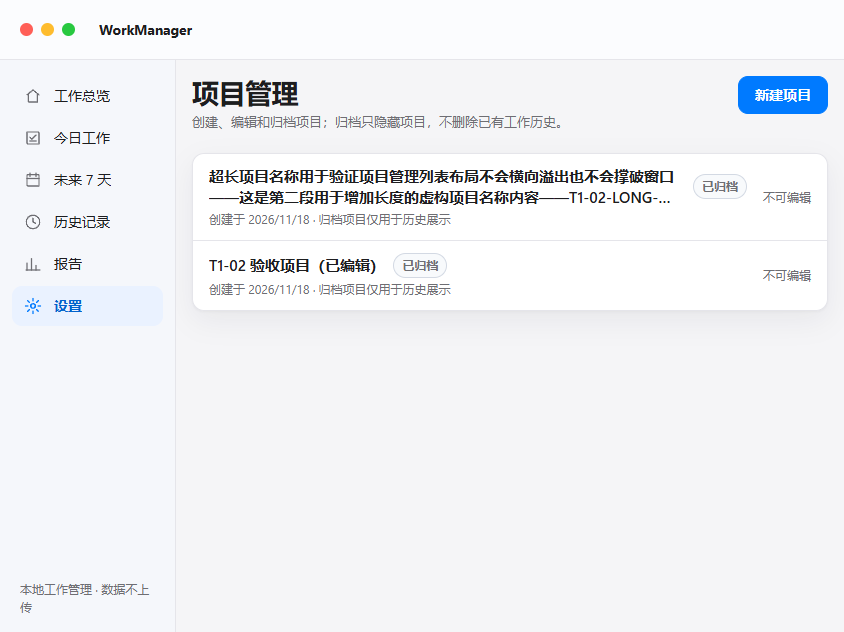 WorkManager
工作总览
今日工作
未来 7 天
历史记录
报告
设置
本地工作管理 · 数据不上
传
项目管理
创建、编辑和归档项目；归档只隐藏项目，不删除已有工作历史。
新建项目
超长项目名称用于验证项目管理列表布局不会横向溢出也不会撑破窗口
——这是第二段用于增加长度的虚构项目名称内容——T1-02-LONG-...
已归档
不可编辑
创建于 2026/11/18 · 归档项目仅用于历史展示
T1-02 验收项目（已编辑）
已归档
不可编辑
创建于 2026/11/18 · 归档项目仅用于历史展示